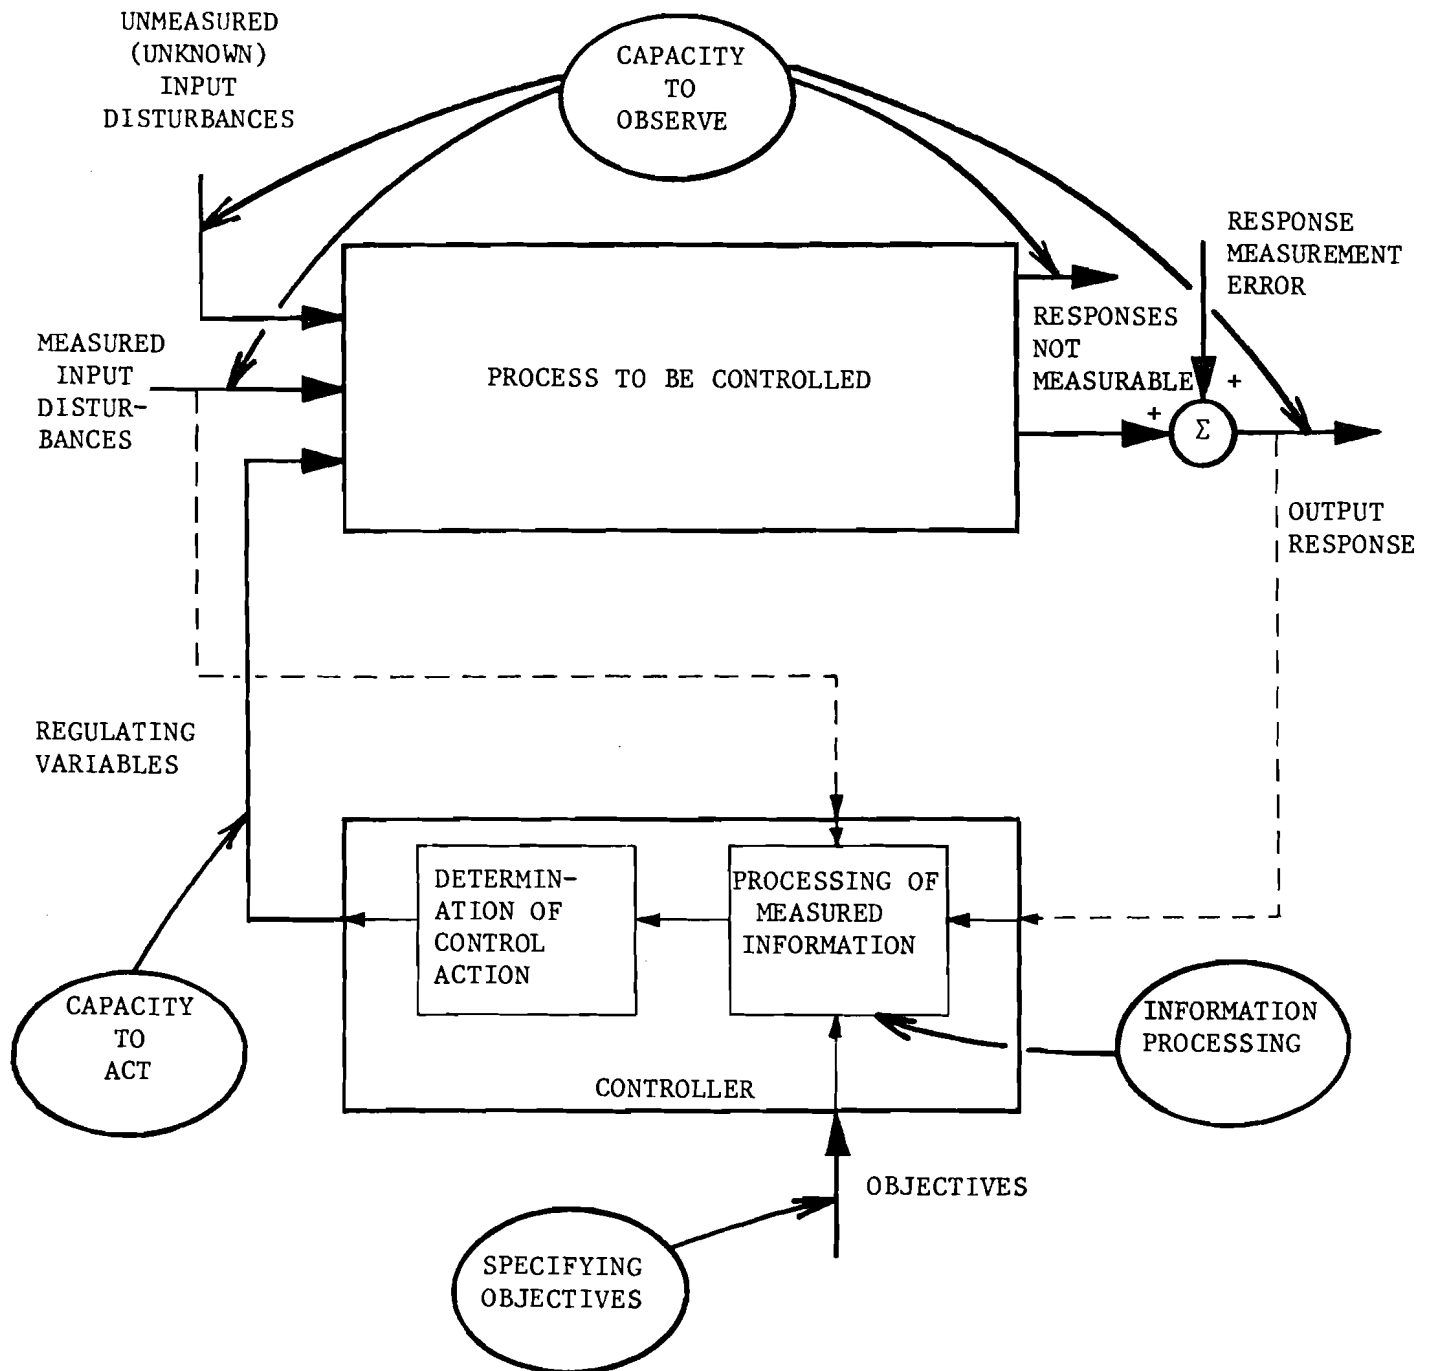 UNMEASURED
(UNKNOWN)
INPUT
DISTURBANCES
CAPACITY
TO
OBSERVE
RESPONSE
MEASUREMENT
ERROR
MEASURED
INPUT
DISTUR-
BANCES
PROCESS TO BE CONTROLLED
RESPONSES
NOT
MEASURABLE
+
+
Σ
OUTPUT
RESPONSE
REGULATING
VARIABLES
DETERMIN-
ATION OF
CONTROL
ACTION
PROCESSING OF
MEASURED
INFORMATION
CAPACITY
TO
ACT
INFORMATION
PROCESSING
CONTROLLER
OBJECTIVES
SPECIFYING
OBJECTIVES